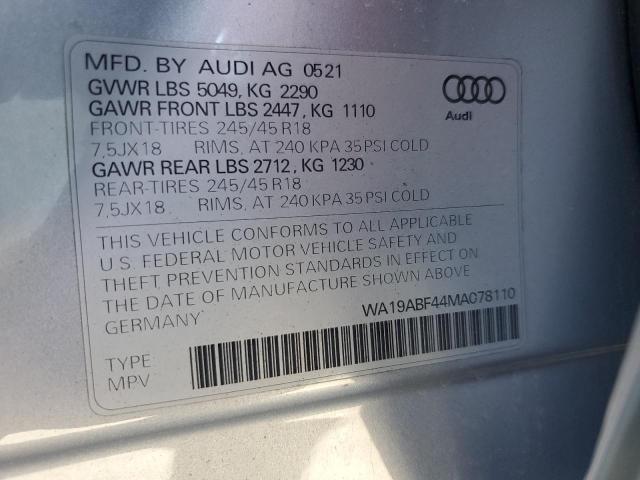 MFD. BY AUDI AG 0521
GVWR LBS 5049, KG 2290
GAWR FRONT LBS 2447, KG 1110
FRONT-TIRES 245/45 R18
7,5JX18 RIMS, AT 240 KPA 35 PSI COLD
GAWR REAR LBS 2712, KG 1230
REAR-TIRES 245/45 R18
7,5JX18 RIMS, AT 240 KPA 35 PSI COLD
Audi
THIS VEHICLE CONFORMS TO ALL APPLICABLE
U.S. FEDERAL MOTOR VEHICLE SAFETY AND
THEFT PREVENTION STANDARDS IN EFFECT ON
THE DATE OF MANUFACTURE SHOWN ABOVE
GERMANY
WA19ABF44MA078110
TYPE
MPV